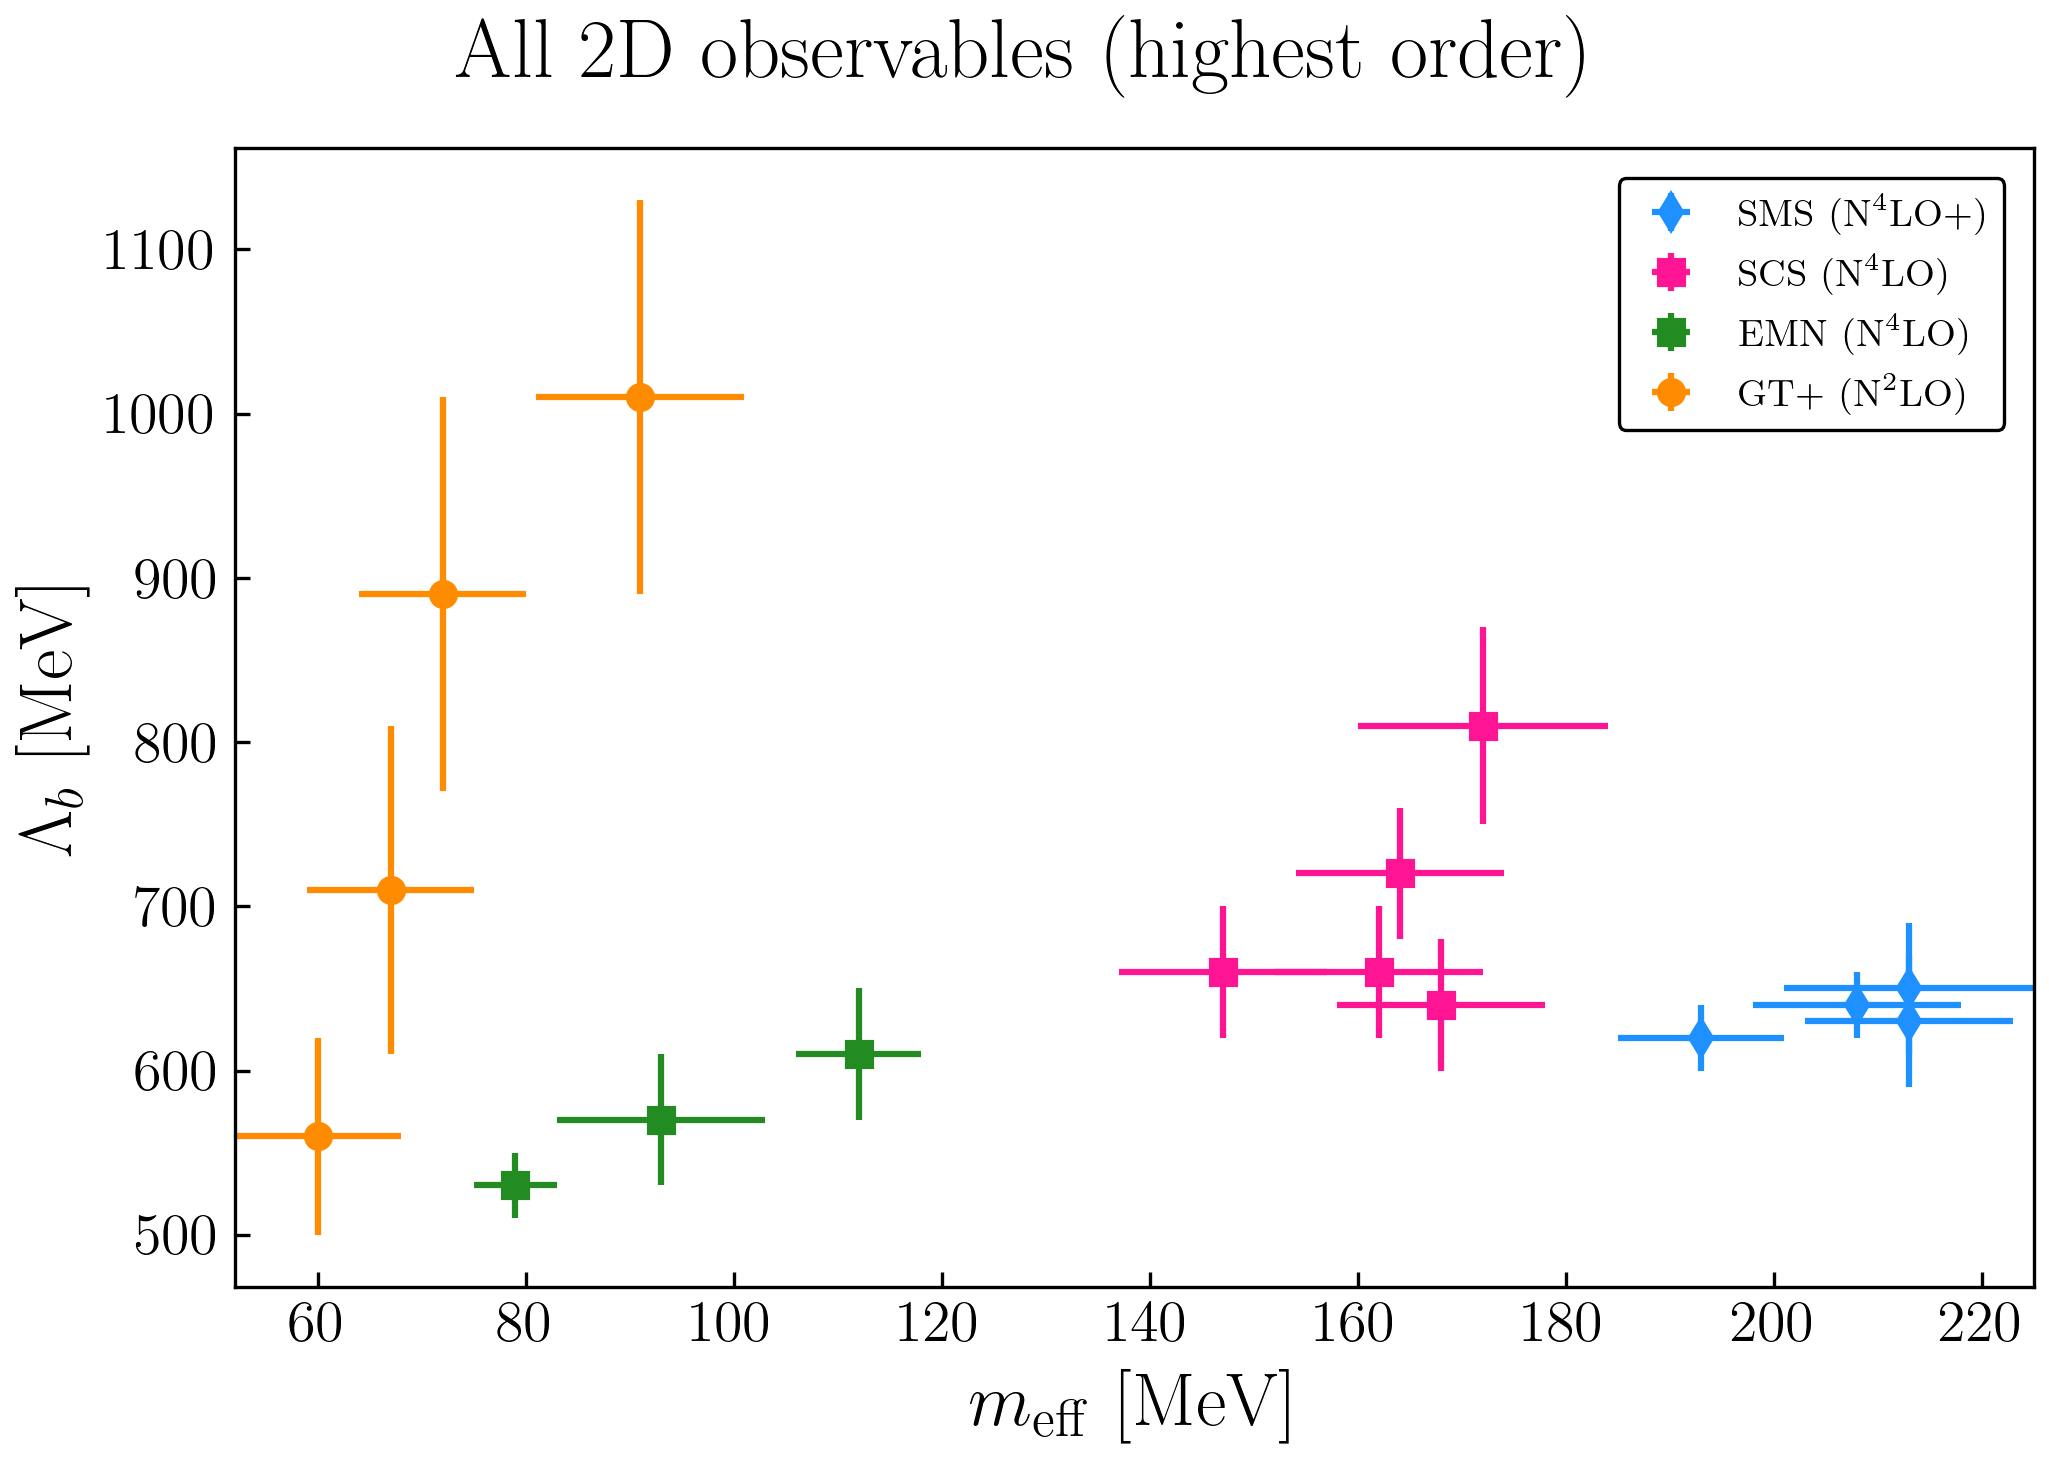 All 2D observables (highest order)
SMS (N⁴LO+)
SCS (N⁴LO)
EMN (N⁴LO)
GT+ (N²LO)
Λ_b [MeV]
1100
1000
900
800
700
600
500
60 80 100 120 140 160 180 200 220
m_eff [MeV]